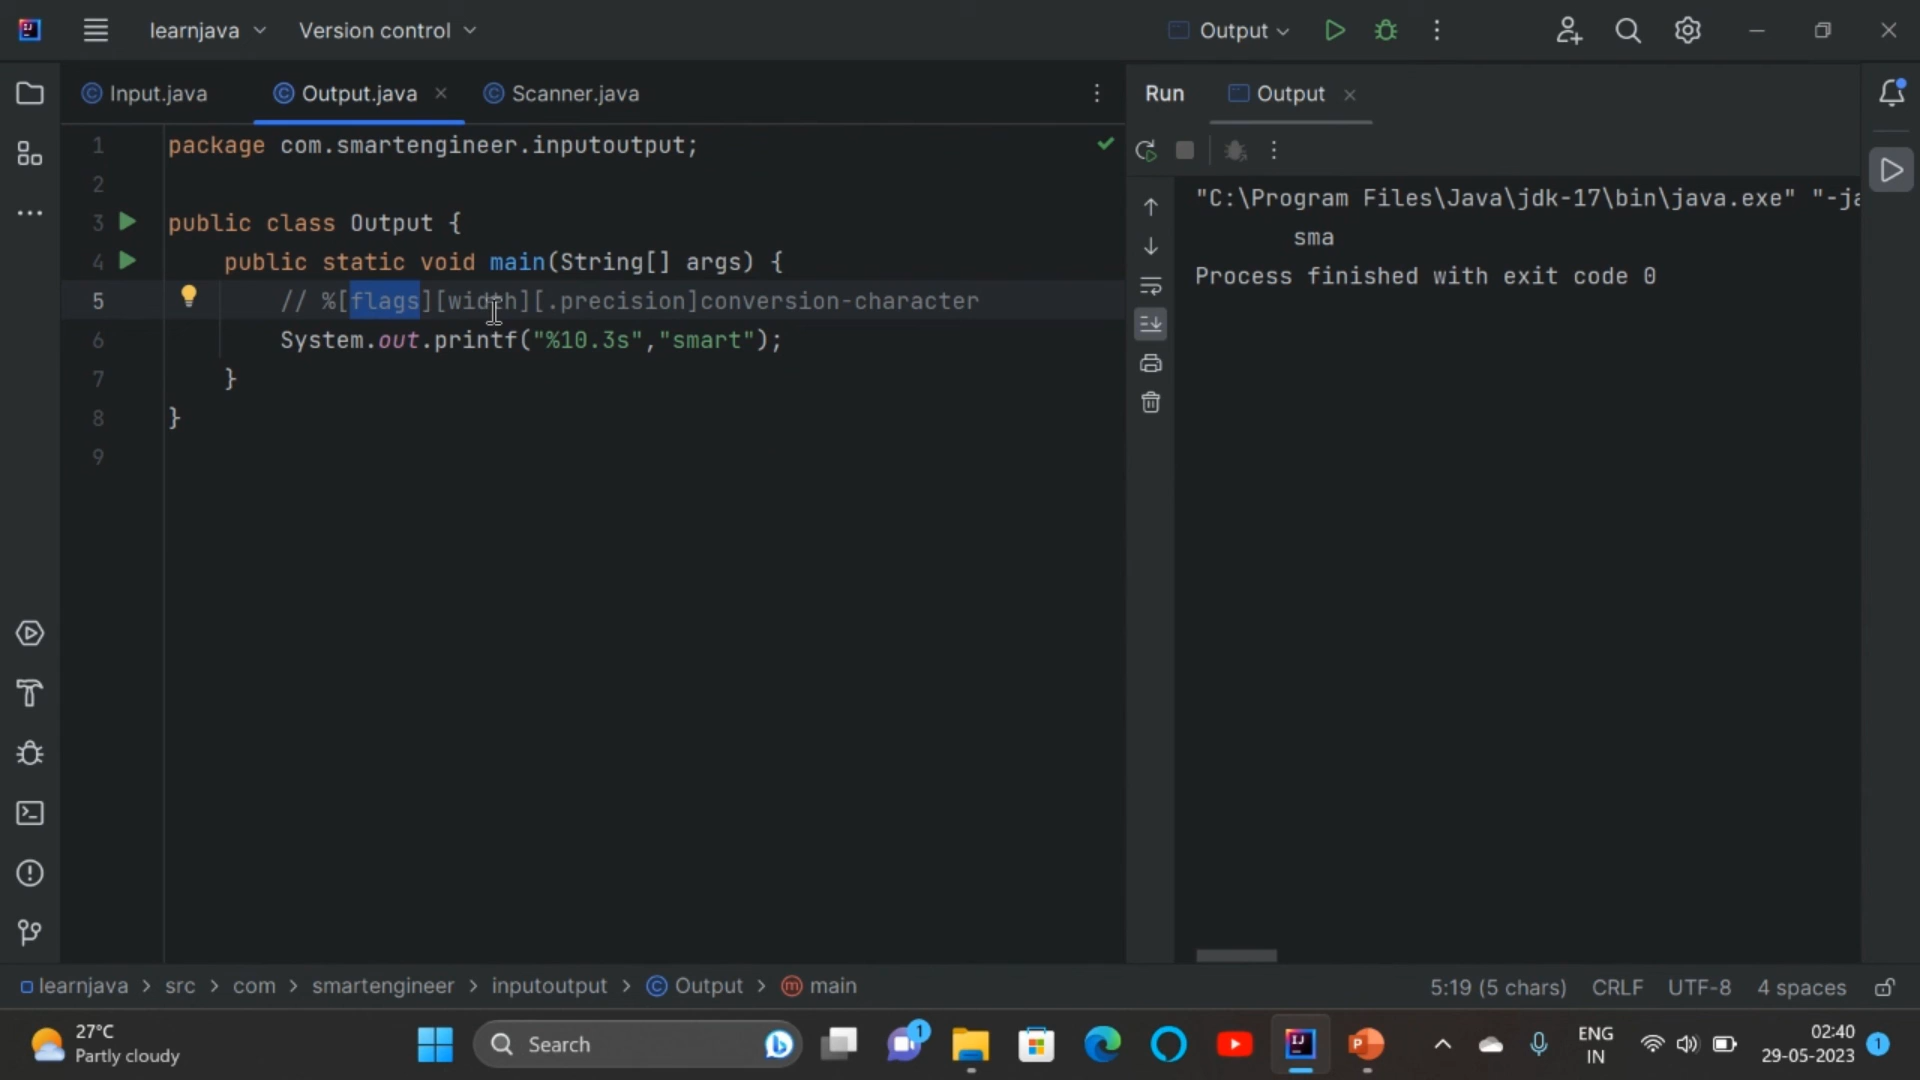 learnjava
Version control
Output
Input.java
Output.java
Scanner.java
Run
Output
1 package com.smartengineer.inputoutput;
2
3 public class Output {
4 public static void main(String[] args) {
5 // %[flags][width][.precision]conversion-character
6 System.out.printf("%10.3s","smart");
7 }
8 }
9
"C:\Program Files\Java\jdk-17\bin\java.exe" "-ja
sma
Process finished with exit code 0
learnjava > src > com > smartengineer > inputoutput > Output > main
5:19 (5 chars) CRLF UTF-8 4 spaces
27°C
Partly cloudy
Search
1
ENG
IN
02:40
29-05-2023
1